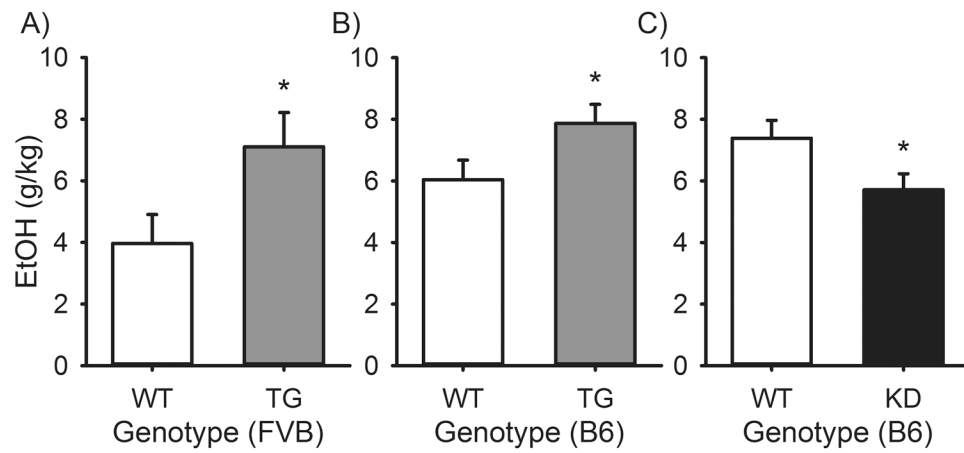 A)
EtOH (g/kg)
10
8
6
4
2
0
*
WT TG
Genotype (FVB)
B)
10
8
6
4
2
0
*
WT TG
Genotype (B6)
C)
10
8
6
4
2
0
*
WT KD
Genotype (B6)